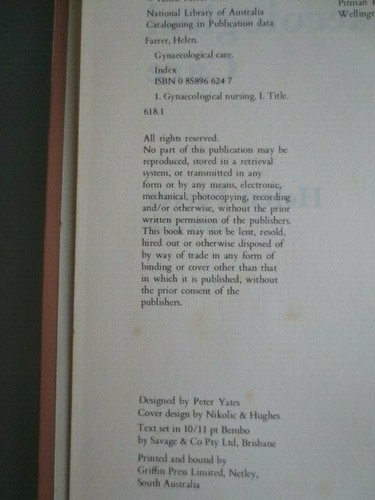 National Library of Australia
Cataloguing in Publication data
Farrer, Helen.
Gynaecological care.
Index
ISBN 0 85896 624 7
1. Gynaecological nursing. I. Title.
618.1
All rights reserved.
No part of this publication may be
reproduced, stored in a retrieval
system, or transmitted in any
form or by any means, electronic,
mechanical, photocopying, recording
and/or otherwise, without the prior
written permission of the publishers.
This book may not be lent, resold,
hired out or otherwise disposed of
by way of trade in any form of
binding or cover other than that
in which it is published, without
the prior consent of the
publishers.
Designed by Peter Yates
Cover design by Nikolic & Hughes
Text set in 10/11 pt Bembo
by Savage & Co Pty Ltd, Brisbane
Printed and bound by
Griffin Press Limited, Netley,
South Australia
Pitman